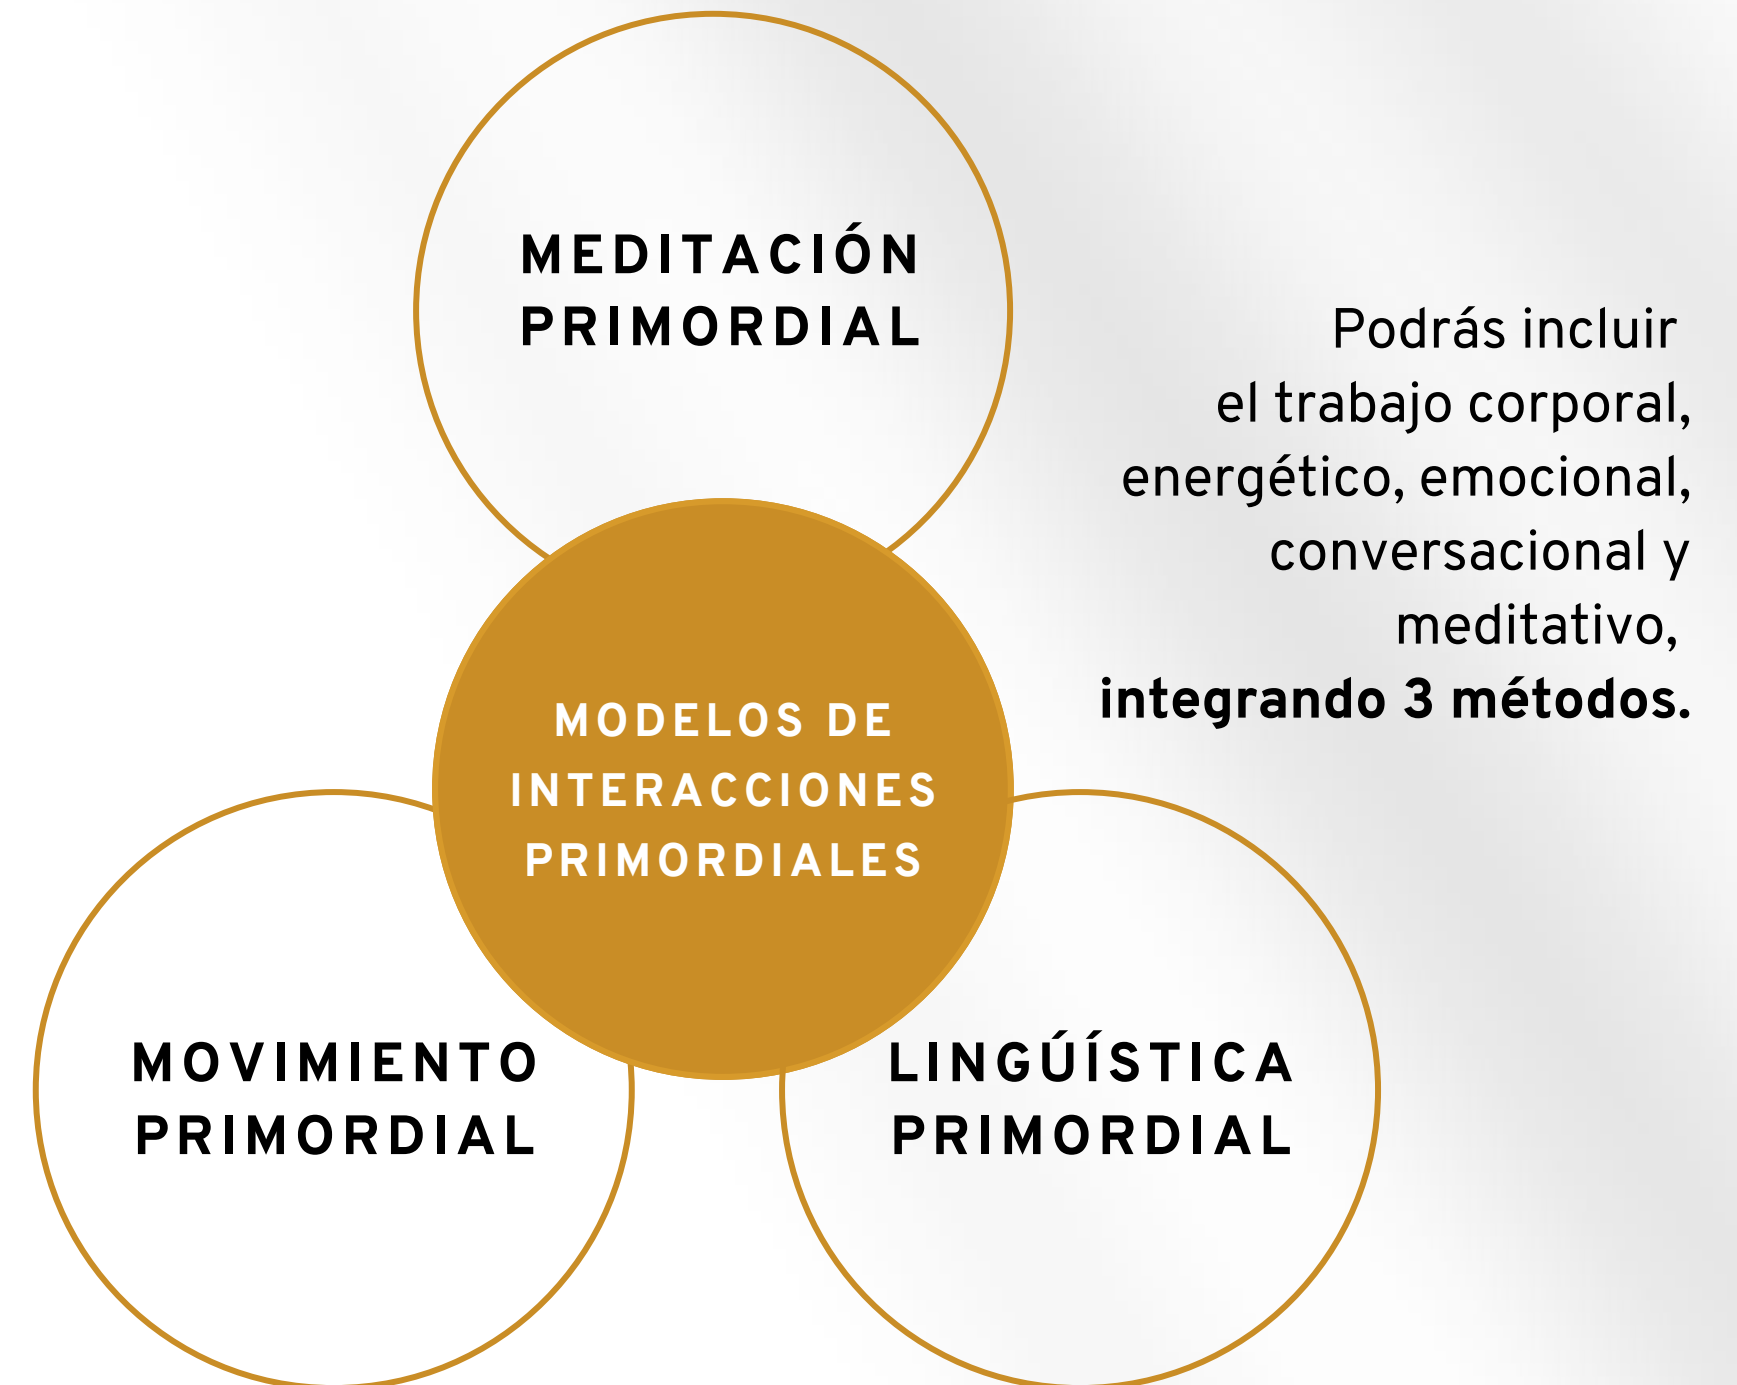 MEDITACIÓN
PRIMORDIAL
Podrás incluir
el trabajo corporal,
energético, emocional,
conversacional y
meditativo,
integrando 3 métodos.
MODELOS DE
INTERACCIONES
PRIMORDIALES
MOVIMIENTO
PRIMORDIAL
LINGÚÍSTICA
PRIMORDIAL